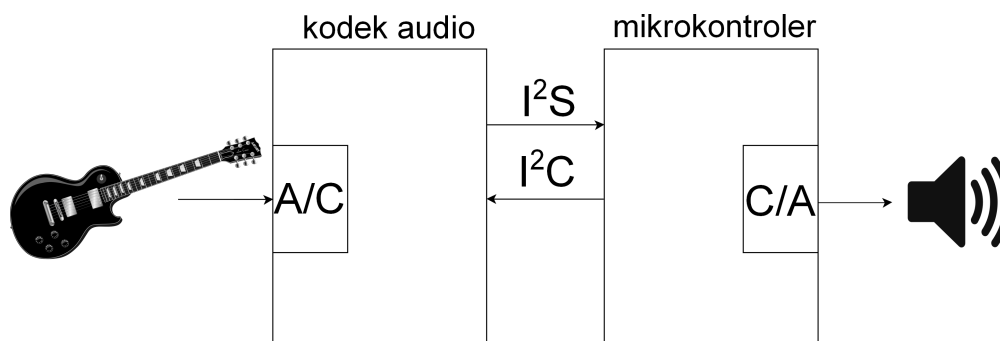 kodek audio
mikrokontroler
I²S
I²C
A/C
C/A